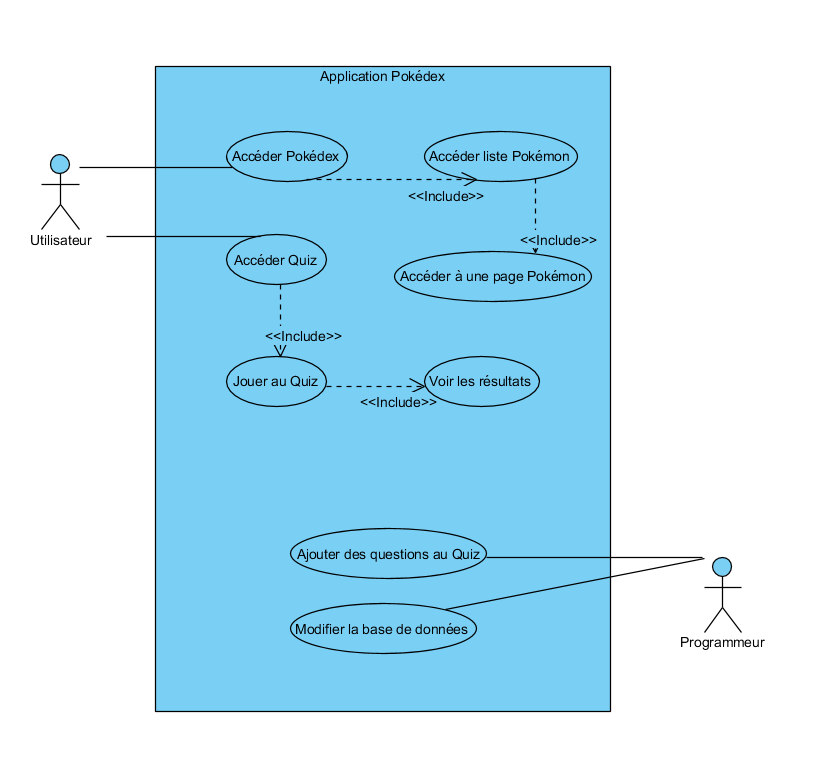 Application Pokédex
Accéder Pokédex
Accéder liste Pokémon
<<Include>>
Utilisateur
<<Include>>
Accéder Quiz
Accéder à une page Pokémon
<<Include>>
Jouer au Quiz
Voir les résultats
<<Include>>
Ajouter des questions au Quiz
Modifier la base de données
Programmeur